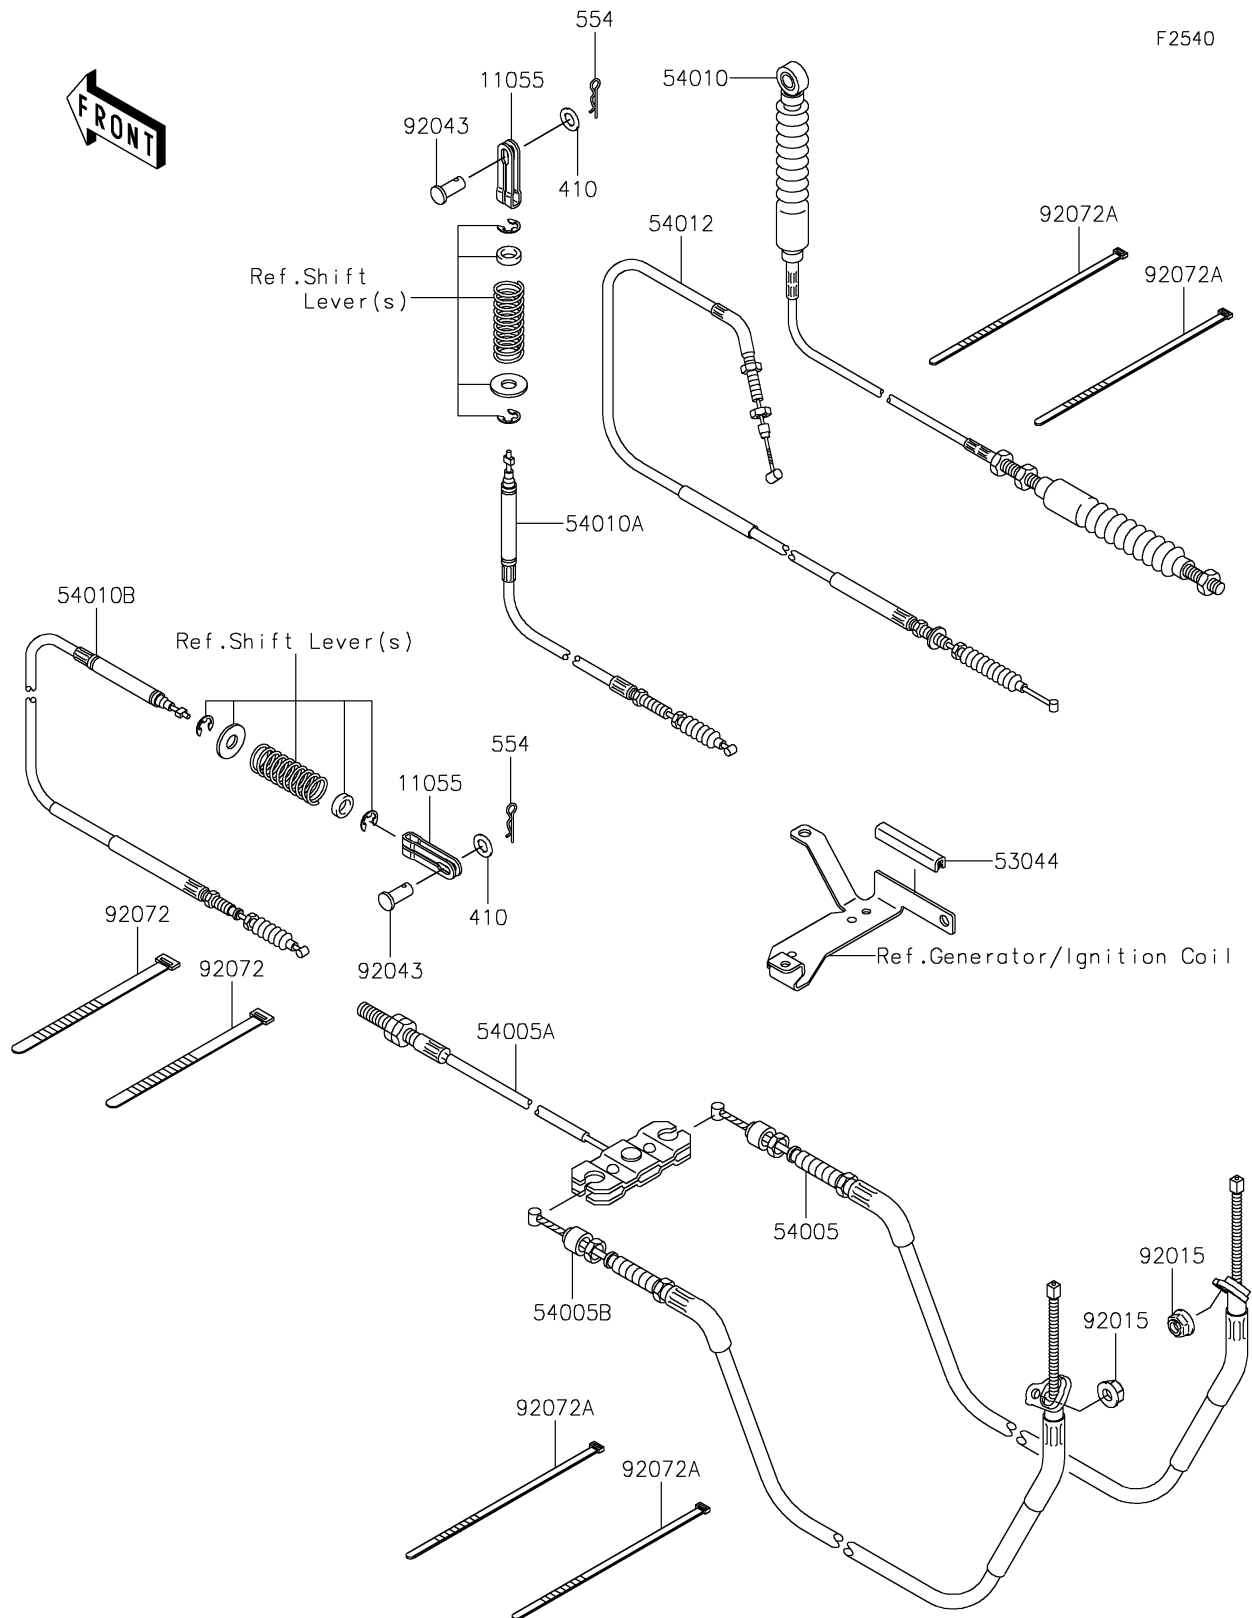 554
F2540
11055
54010
FRONT
92043
410
54012
92072A
Ref.Shift
Lever(s)
92072A
54010A
54010B
Ref.Shift Lever(s)
554
11055
53044
92072
410
92043
92072
Ref.Generator/Ignition Coil
54005A
54005
92015
54005B
92015
92072A
92072A